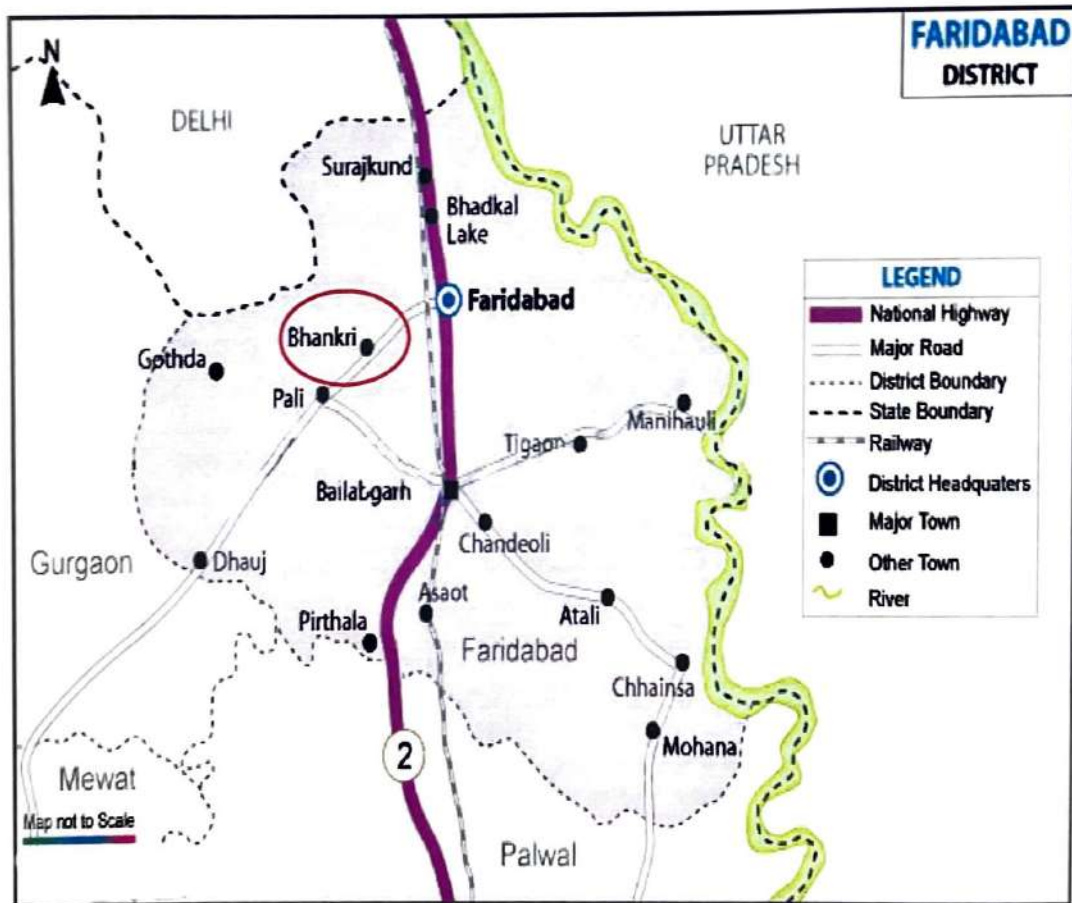 FARIDABAD
DISTRICT
N
DELHI
UTTAR
PRADESH
Surajkund
Bhadkal
Lake
Faridabad
Bhankri
Gothda
Pali
Manihauli
Tigaon
Bailabgarh
Chandeoli
Gurgaon
Dhauj
Asaot
Atali
Pirthala
Faridabad
Chhainsa
Mohana
2
Mewat
Map not to Scale
Palwal
LEGEND
National Highway
Major Road
District Boundary
State Boundary
Railway
District Headquaters
Major Town
Other Town
River